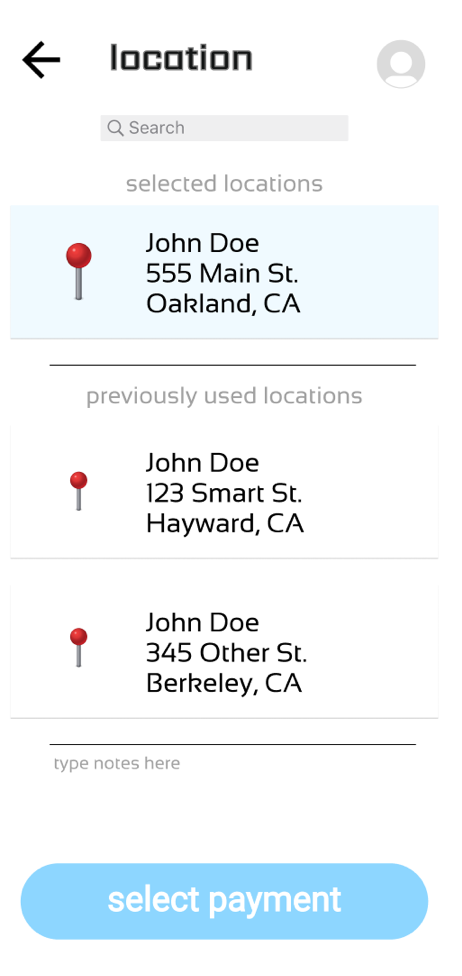 location
Search
selected locations
John Doe
555 Main St.
Oakland, CA
previously used locations
John Doe
123 Smart St.
Hayward, CA
John Doe
345 Other St.
Berkeley, CA
type notes here
select payment